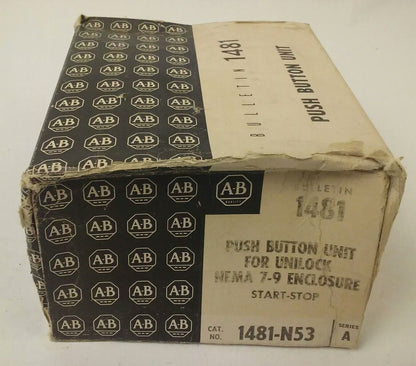 BULLETIN 1481
PUSH BUTTON UNIT
A-B
QUALITY
BULLETIN
1481
PUSH BUTTON UNIT
FOR UNILOCK
NEMA 7-9 ENCLOSURE
START-STOP
CAT. NO. 1481-N53
SERIES A